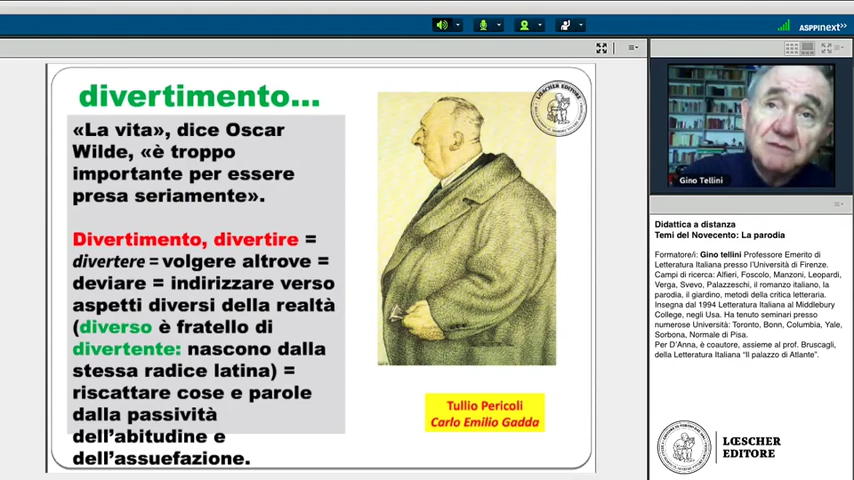 ASPPInext>>
divertimento...
«La vita», dice Oscar
Wilde, «è troppo
importante per essere
presa seriamente».
Divertimento, divertire =
divertere = volgere altrove =
deviare = indirizzare verso
aspetti diversi della realtà
(diverso è fratello di
divertente: nascono dalla
stessa radice latina) =
riscattare cose e parole
dalla passività
dell'abitudine e
dell'assuefazione.
LŒSCHER EDITORE
Tullio Pericoli
Carlo Emilio Gadda
Gino Tellini
Didattica a distanza
Temi del Novecento: La parodia
Formatore/i: Gino tellini Professore Emerito di
Letteratura Italiana presso l'Università di Firenze.
Campi di ricerca: Alfieri, Foscolo, Manzoni, Leopardi,
Verga, Svevo, Palazzeschi, il romanzo italiano, la
parodia, il giardino, metodi della critica letteraria.
Insegna dal 1994 Letteratura Italiana al Middlebury
College, negli Usa. Ha tenuto seminari presso
numerose Università: Toronto, Bonn, Columbia, Yale,
Sorbona, Normale di Pisa.
Per D'Anna, è coautore, assieme al prof. Bruscagli,
della Letteratura Italiana "Il palazzo di Atlante".
LŒSCHER
EDITORE